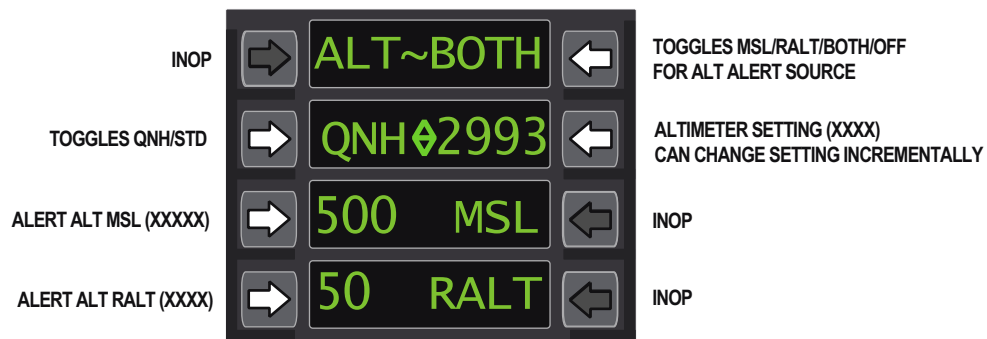 INOP
ALT~BOTH
TOGGLES MSL/RALT/BOTH/OFF
FOR ALT ALERT SOURCE
TOGGLES QNH/STD
QNH 2993
ALTIMETER SETTING (XXXX)
CAN CHANGE SETTING INCREMENTALLY
ALERT ALT MSL (XXXXX)
500 MSL
INOP
ALERT ALT RALT (XXXX)
50 RALT
INOP